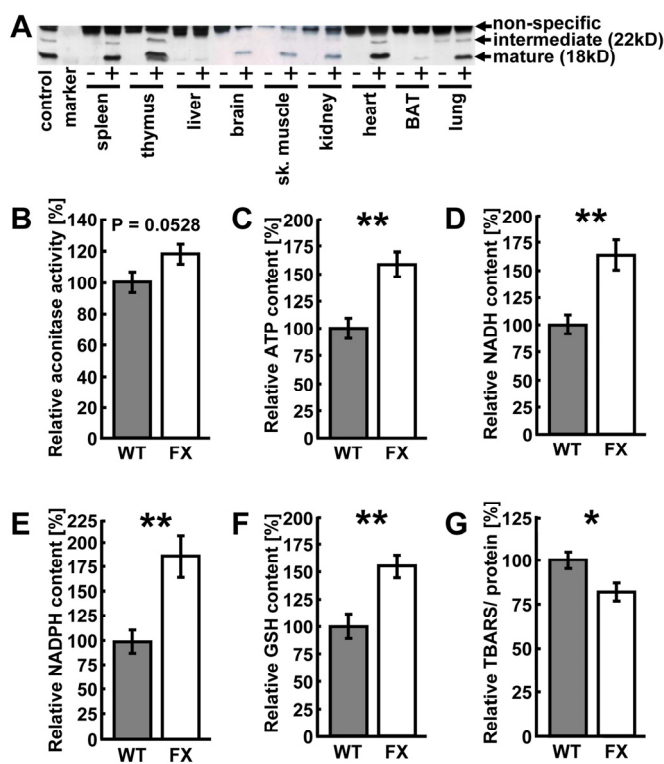 A
non-specific
intermediate (22kD)
mature (18kD)
- + - + - + - + - + - + - + - + - +
control
marker
spleen
thymus
liver
brain
sk. muscle
kidney
heart
BAT
lung
B
Relative aconitase activity [%]
140
120
100
80
60
40
20
0
P = 0.0528
WT FX
C
Relative ATP content [%]
200
175
150
125
100
75
50
25
0
**
WT FX
D
Relative NADH content [%]
200
175
150
125
100
75
50
25
0
**
WT FX
E
Relative NADPH content [%]
225
200
175
150
125
100
75
50
25
0
**
WT FX
F
Relative GSH content [%]
200
175
150
125
100
75
50
25
0
**
WT FX
G
Relative TBARS/ protein [%]
125
100
75
50
25
0
*
WT FX